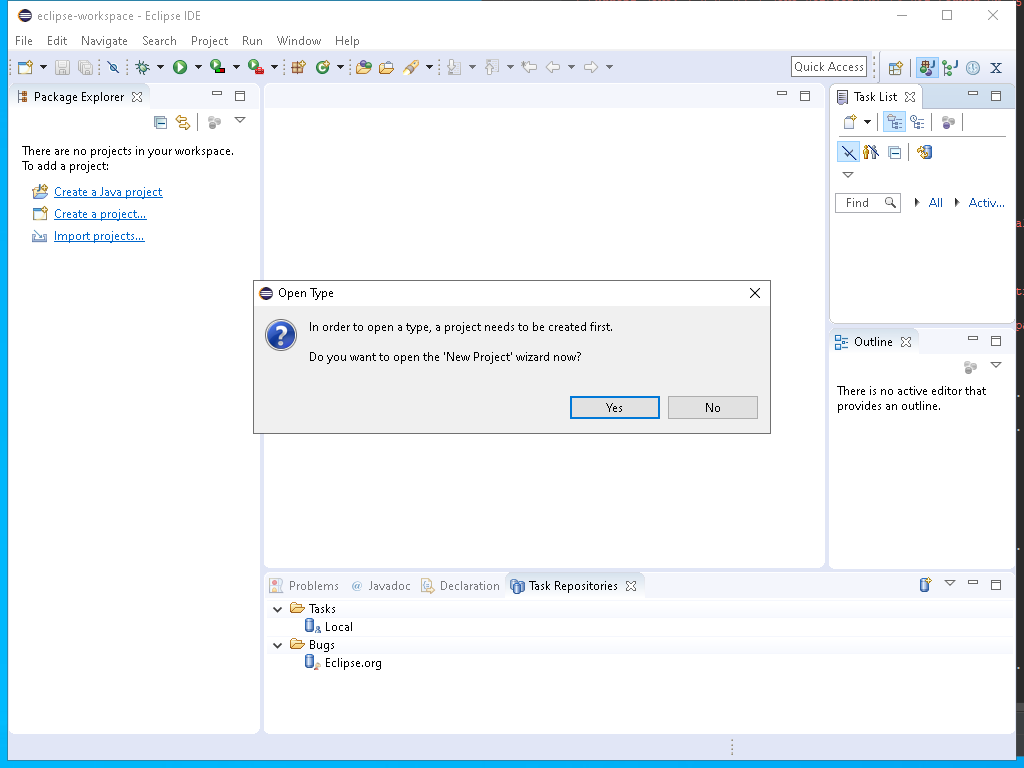 eclipse-workspace - Eclipse IDE
File Edit Navigate Search Project Run Window Help
Quick Access
Package Explorer
There are no projects in your workspace.
To add a project:
Create a Java project
Create a project...
Import projects...
Task List
Find
All
Activ...
Open Type
In order to open a type, a project needs to be created first.
Do you want to open the 'New Project' wizard now?
Yes
No
Outline
There is no active editor that
provides an outline.
Problems
@ Javadoc
Declaration
Task Repositories
Tasks
Local
Bugs
Eclipse.org